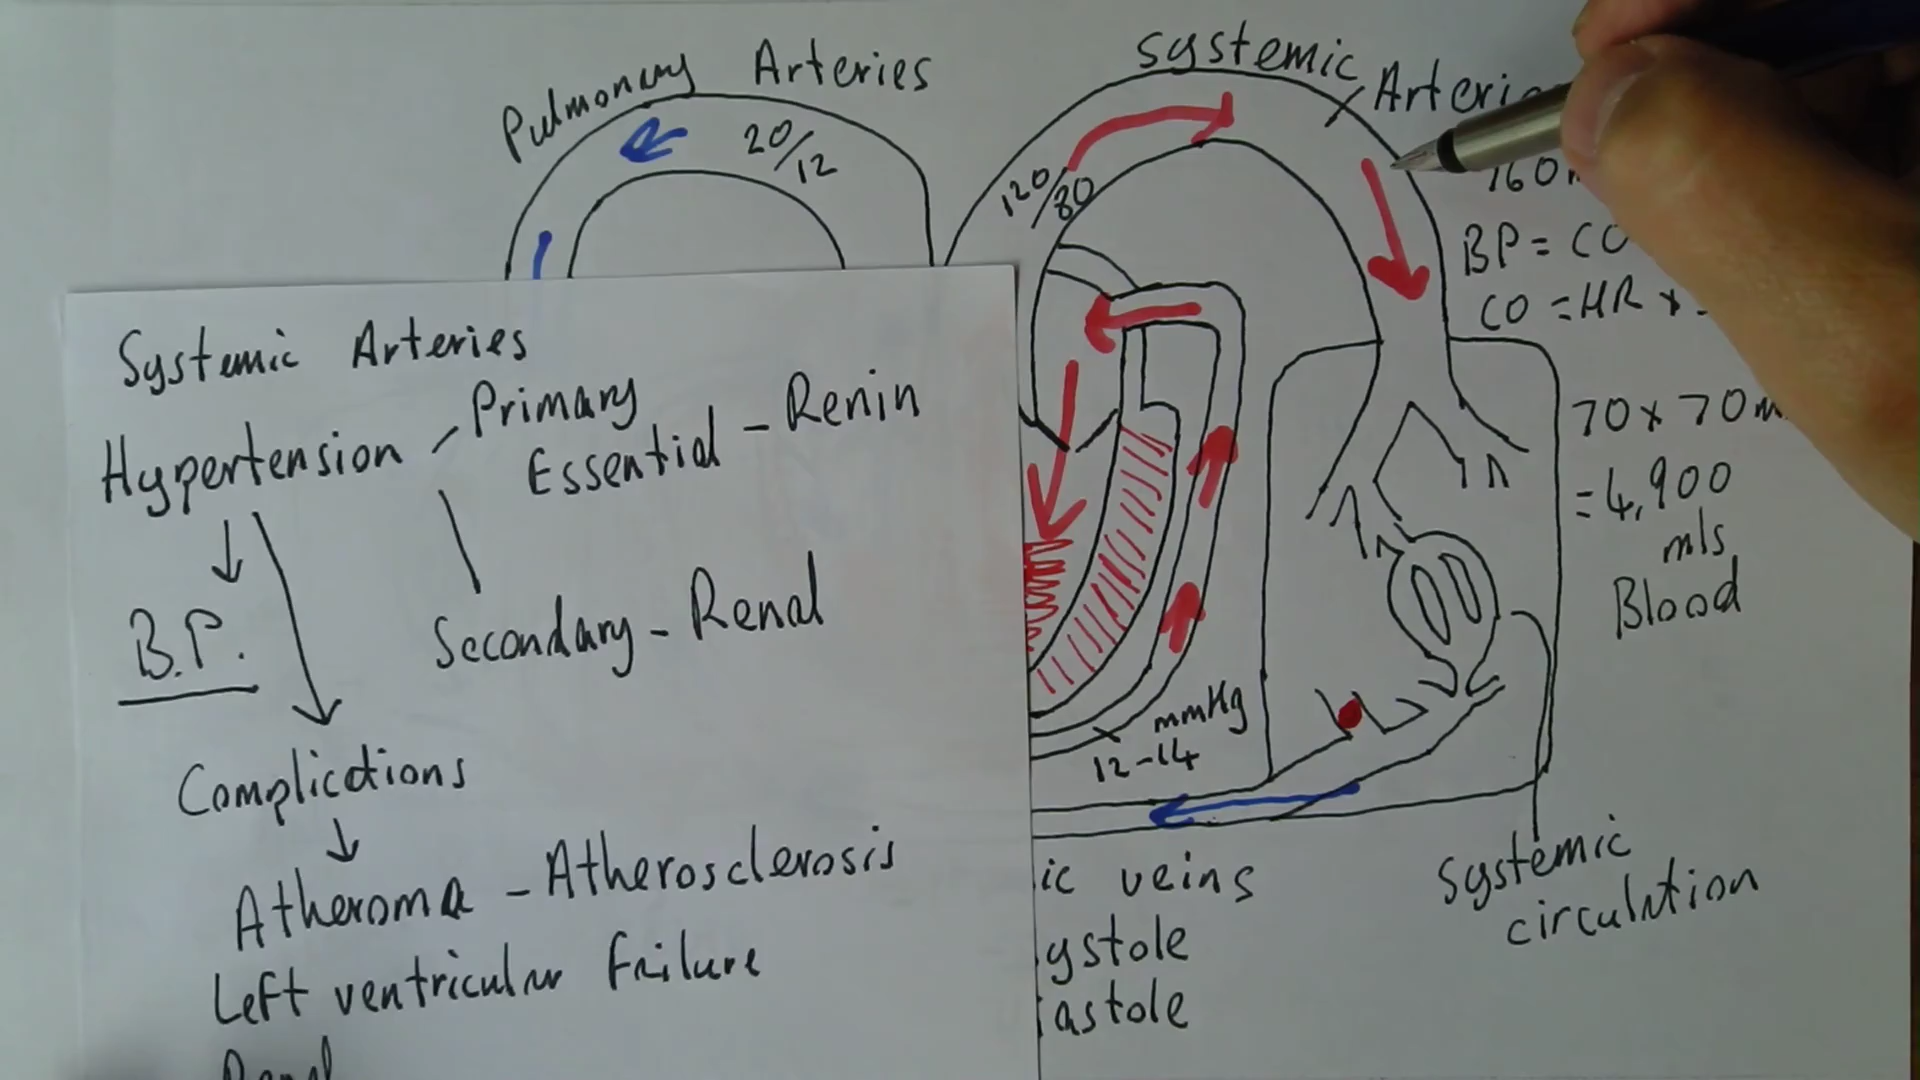 Pulmonary Arteries
20/12
Systemic
120/80
BP = CO
CO = HR x
70 x 70
= 4,900
mls
Blood
mmHg
12-14
ic veins
ystole
astole
Systemic
circulation
Systemic Arteries
Hypertension - Primary
Essential - Renin
Secondary - Renal
B.P.
Complications
Atheroma - Atherosclerosis
Left ventricular failure